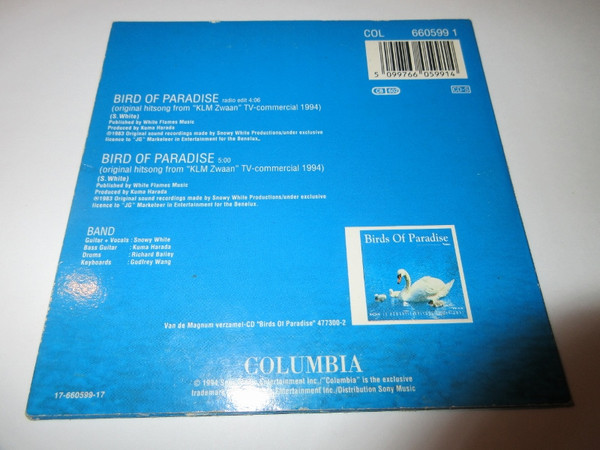 COL 660599 1
5 099766 059914
BIRD OF PARADISE radio edit 4:06
(original hitsong from "KLM Zwaan" TV-commercial 1994)
(S. White)
Published by White Flames Music
Produced by Kuma Harada
℗1983 Original sound recordings made by Snowy White Productions/under exclusive
licence to "JG" Marketeer in Entertainment for the Benelux.
BIRD OF PARADISE 5:00
(original hitsong from "KLM Zwaan" TV-commercial 1994)
(S. White)
Published by White Flames Music
Produced by Kuma Harada
℗1983 Original sound recordings made by Snowy White Productions/under exclusive
licence to "JG" Marketeer in Entertainment for the Benelux
BAND
Guitar + Vocals : Snowy White
Bass Guitar : Kuma Harada
Drums : Richard Bailey
Keyboards : Godfrey Wang
Birds Of Paradise
Van de Magnum verzamel-CD "Birds Of Paradise" 477300-2
COLUMBIA
© 1994 Entertainment Inc./"Columbia" is the exclusive
trademark Entertainment Inc./Distribution Sony Music
17-660599-17